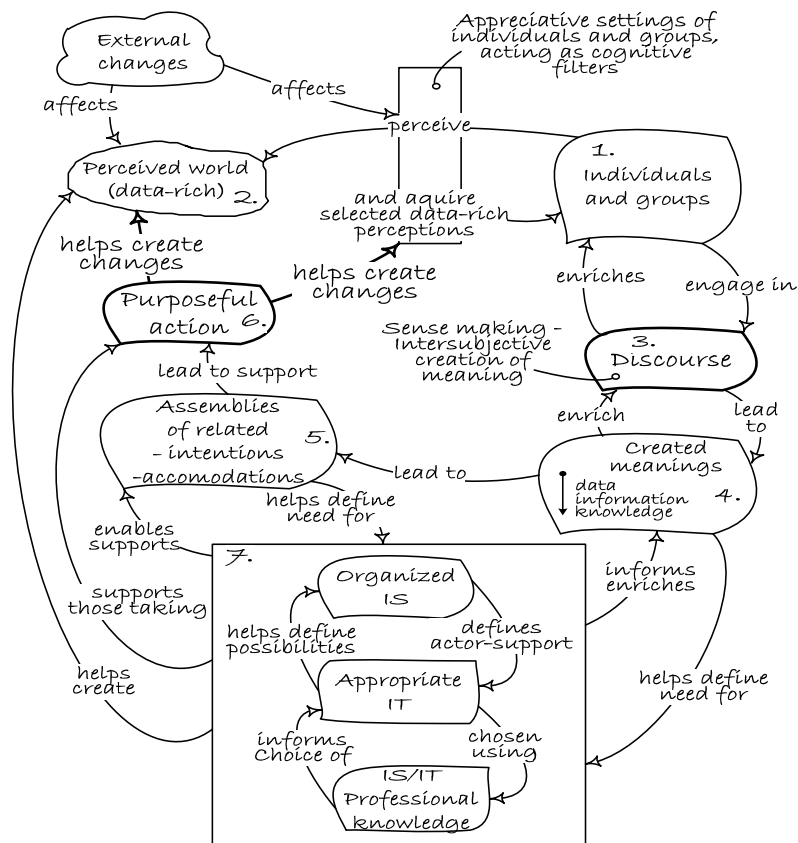 External
changes
Appreciative settings of
individuals and groups,
acting as cognitive
filters
affects
affects
perceive
Perceived world
(data-rich) 2.
1.
Individuals
and groups
and aquire
selected data-rich
perceptions
helps create
changes
helps create
changes
enriches
engage in
Purposeful
action 6.
Sense making -
Intersubjective
creation of
meaning
3.
Discourse
lead to support
enrich
lead
to
Assemblies
of related
- intentions
-accomodations
5.
lead to
Created
meanings
data
information
knowledge
4.
helps define
need for
enables
supports
7.
informs
enriches
Organized
IS
supports
those taking
helps define
possibilities
defines
actor-support
helps
create
Appropriate
IT
helps define
need for
informs
Choice of
chosen
using
IS/IT
Professional
knowledge